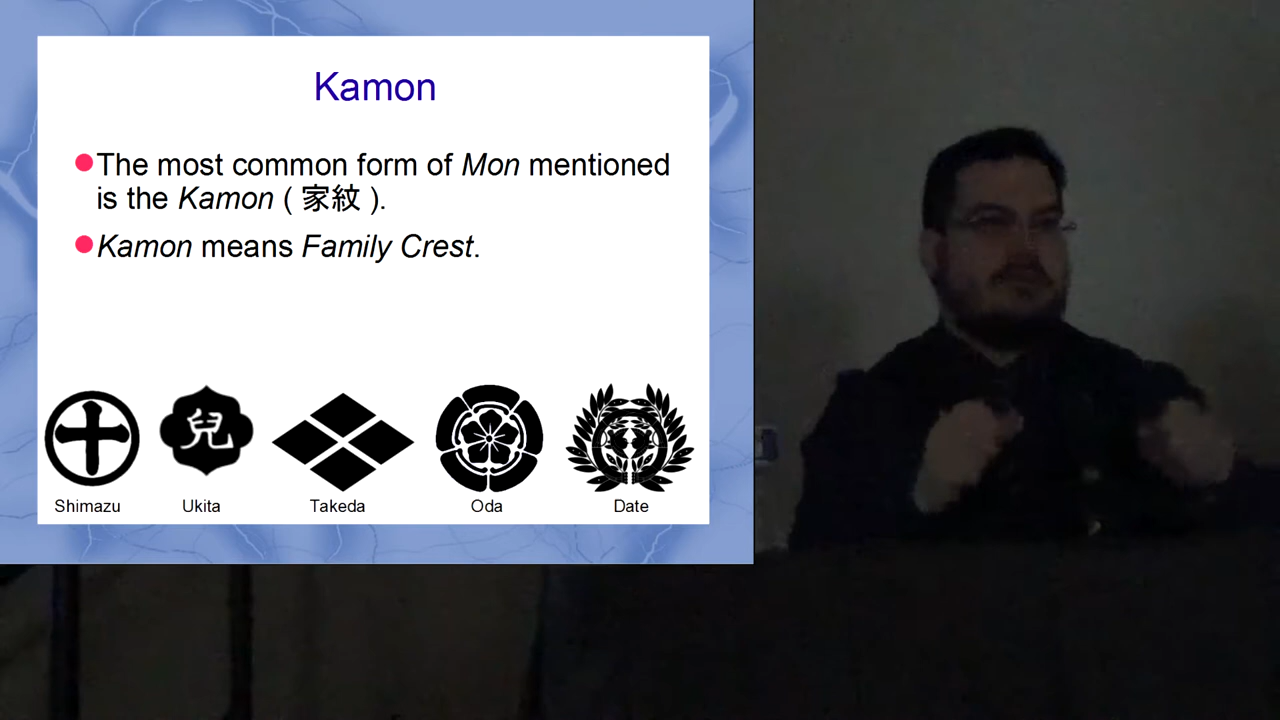 Kamon
The most common form of Mon mentioned
is the Kamon ( 家紋 ).
Kamon means Family Crest.
兒
Shimazu Ukita Takeda Oda Date